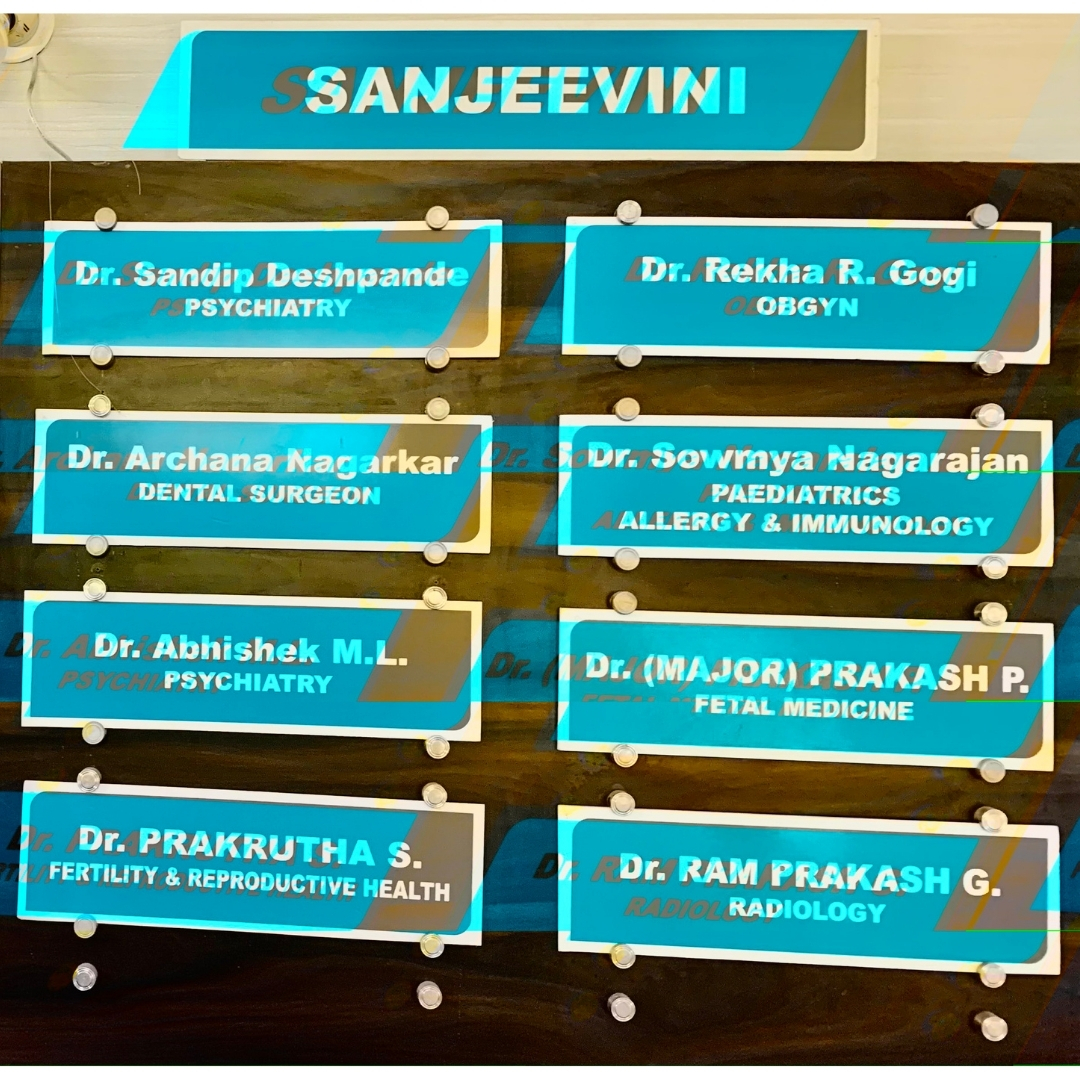 SANJEEVINI
Dr. Sandip Deshpande
PSYCHIATRY
Dr. Rekha R. Gogi
OBGYN
Dr. Archana Nagarkar
DENTAL SURGEON
Dr. Sowmya Nagarajan
PAEDIATRICS
ALLERGY & IMMUNOLOGY
Dr. Abhishek M.L.
PSYCHIATRY
Dr. (MAJOR) PRAKASH P.
FETAL MEDICINE
Dr. PRAKRUTHA S.
FERTILITY & REPRODUCTIVE HEALTH
Dr. RAM PRAKASH G.
RADIOLOGY